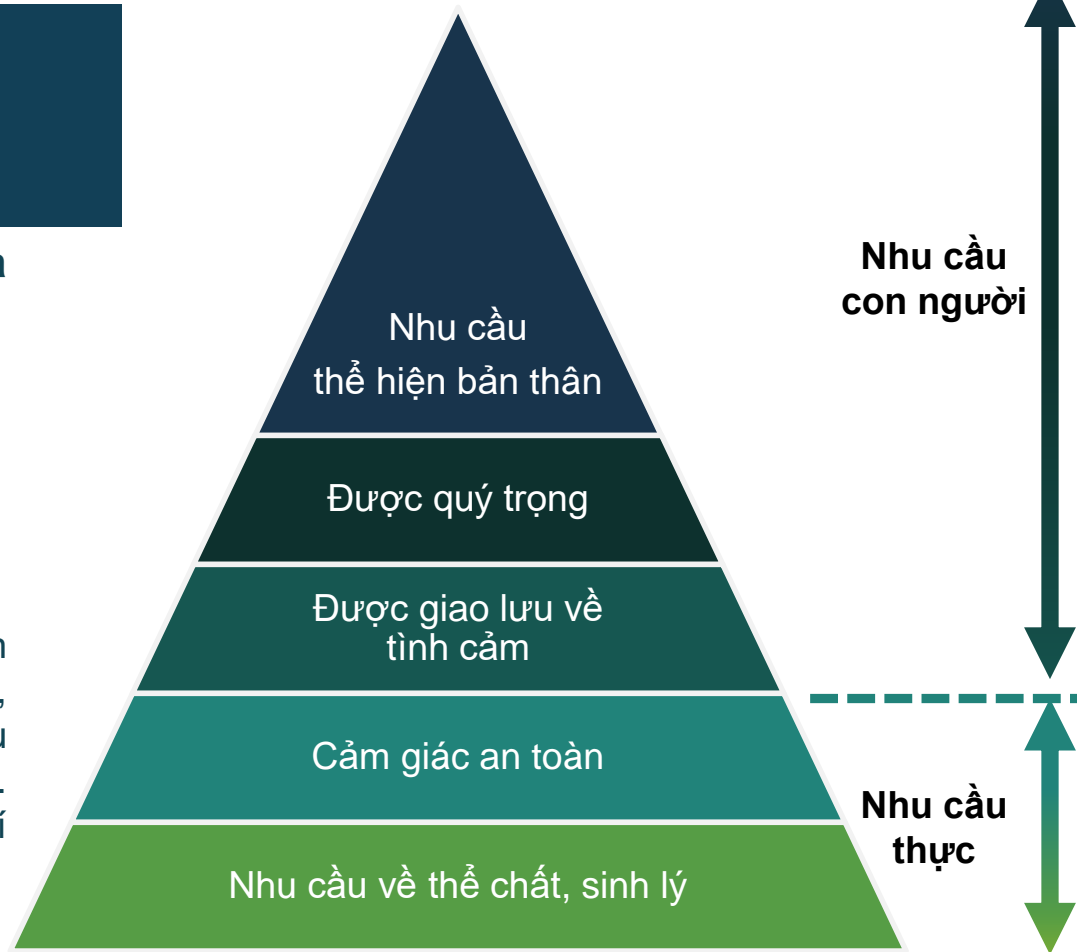 Nhu cầu
thể hiện bản thân
Được quý trọng
Được giao lưu về
tình cảm
Cảm giác an toàn
Nhu cầu về thể chất, sinh lý
Nhu cầu
con người
Nhu cầu
thực